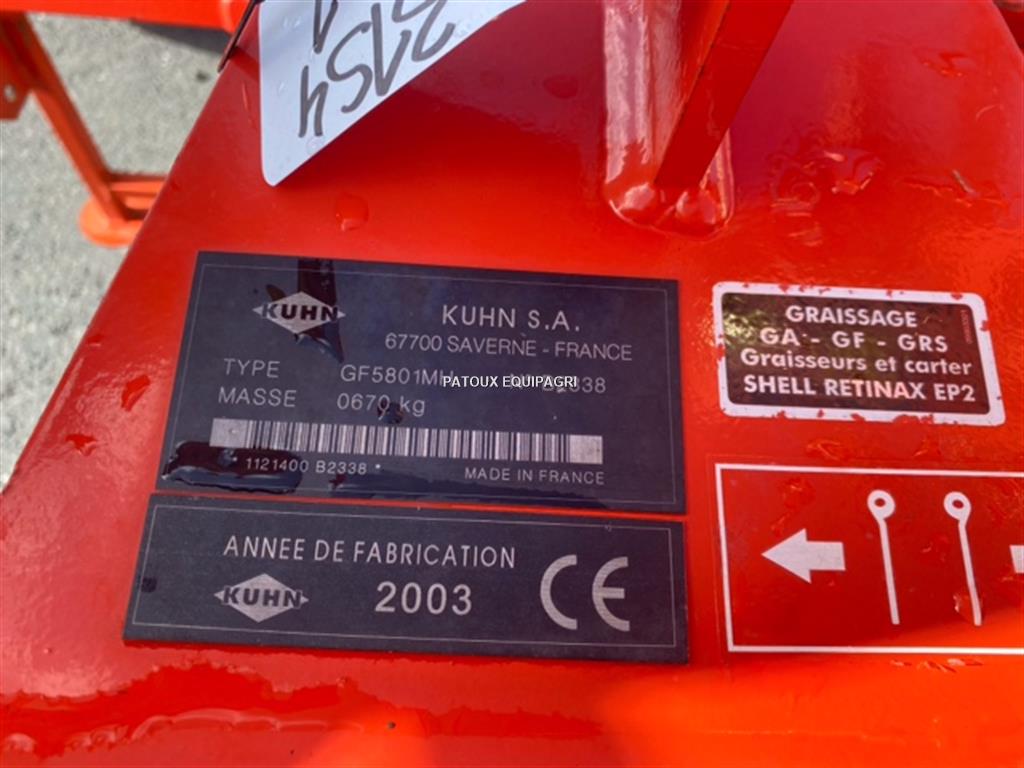 KUHN
KUHN S.A.
67700 SAVERNE - FRANCE
TYPE GF5801MH B2338
MASSE 0670 kg
PATOUX EQUIPAGRI
1121400 B2338 *
MADE IN FRANCE
ANNEE DE FABRICATION
KUHN
2003
CE
GRAISSAGE
GA - GF - GRS
Graisseurs et carter
SHELL RETINAX EP2